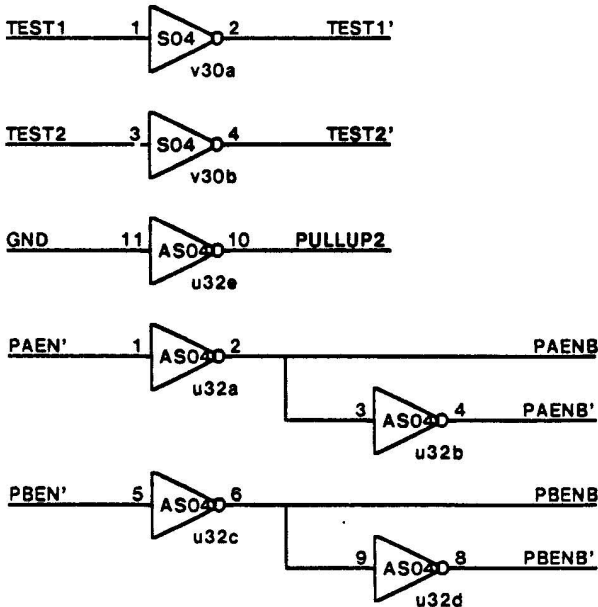 TEST1 1 S04 2 TEST1'
v30a
TEST2 3 S04 4 TEST2'
v30b
GND 11 AS04 10 PULLUP2
u32e
PAEN' 1 AS04 2 PAENB
u32a
3 AS04 4 PAENB'
u32b
PBEN' 5 AS04 6 PBENB
u32c
9 AS04 8 PBENB'
u32d